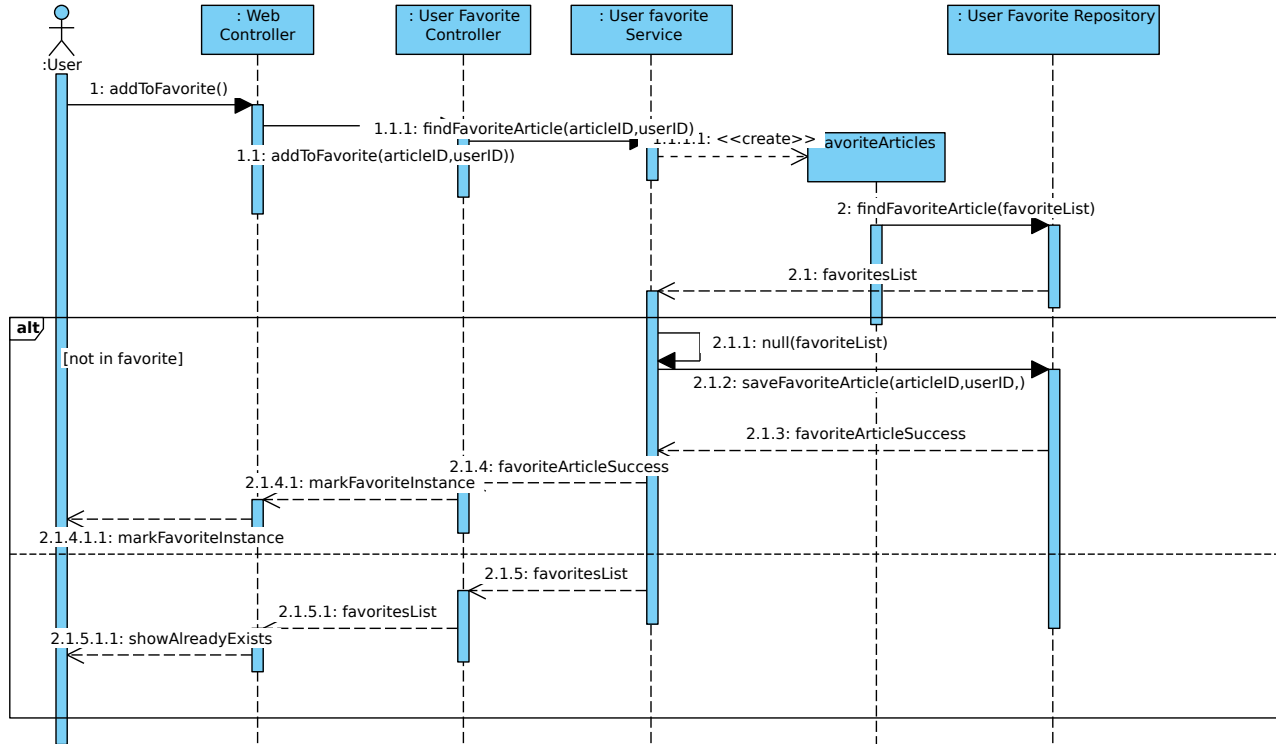 : Web
Controller
: User Favorite
Controller
: User favorite
Service
: User Favorite Repository
:User
1: addToFavorite()
1.1.1: findFavoriteArticle(articleID,userID)
1.1.1.1: <<create>>
avoriteArticles
1.1: addToFavorite(articleID,userID))
2: findFavoriteArticle(favoriteList)
2.1: favoritesList
alt
[not in favorite]
2.1.1: null(favoriteList)
2.1.2: saveFavoriteArticle(articleID,userID,)
2.1.3: favoriteArticleSuccess
2.1.4: favoriteArticleSuccess
2.1.4.1: markFavoriteInstance
2.1.4.1.1: markFavoriteInstance
2.1.5: favoritesList
2.1.5.1: favoritesList
2.1.5.1.1: showAlreadyExists